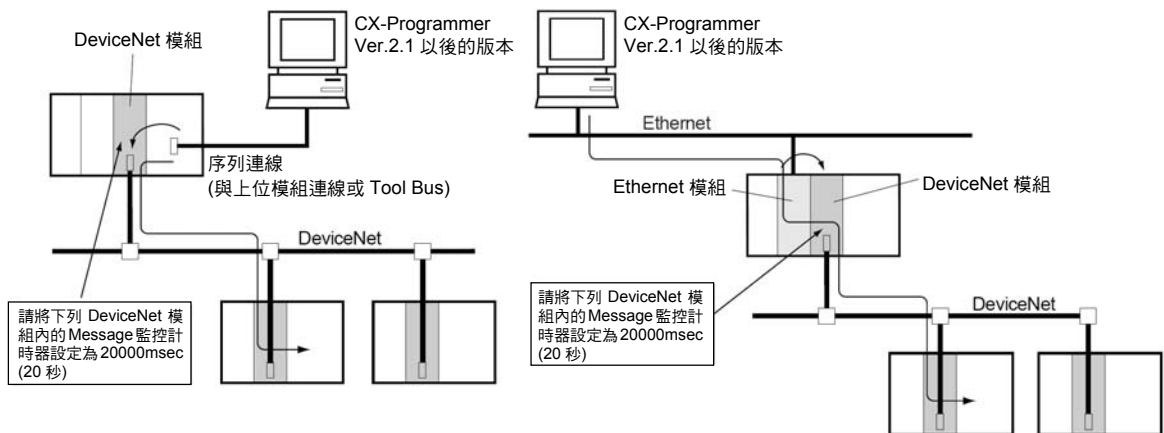 DeviceNet 模組
CX-Programmer
Ver.2.1 以後的版本
序列連線
(與上位模組連線或 Tool Bus)
DeviceNet
請將下列 DeviceNet 模
組內的 Message 監控計
時器設定為 20000msec
(20 秒)
CX-Programmer
Ver.2.1 以後的版本
Ethernet
Ethernet 模組
DeviceNet 模組
請將下列 DeviceNet 模
組內的 Message 監控計
時器設定為 20000msec
(20 秒)
DeviceNet